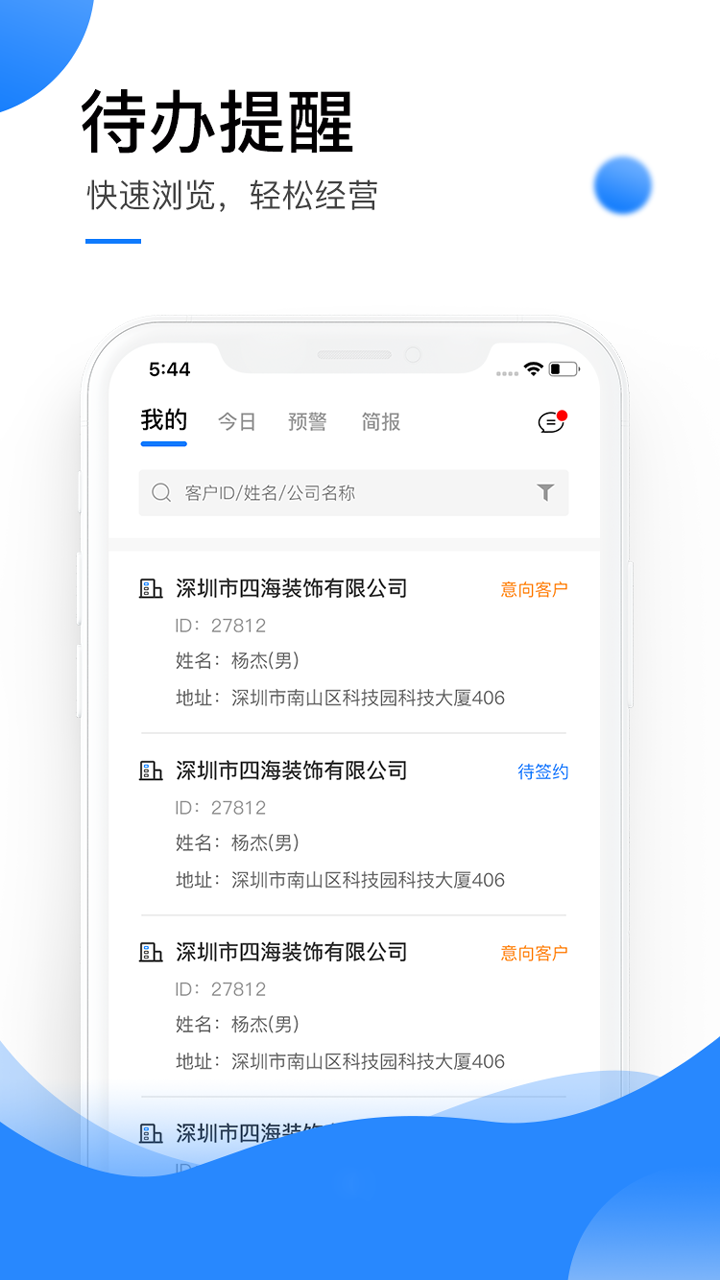 待办提醒
快速浏览，轻松经营
5:44
我的 今日 预警 简报
客户ID/姓名/公司名称
深圳市四海装饰有限公司 意向客户
ID：27812
姓名：杨杰(男)
地址：深圳市南山区科技园科技大厦406
深圳市四海装饰有限公司 待签约
ID：27812
姓名：杨杰(男)
地址：深圳市南山区科技园科技大厦406
深圳市四海装饰有限公司 意向客户
ID：27812
姓名：杨杰(男)
地址：深圳市南山区科技园科技大厦406
深圳市四海装饰